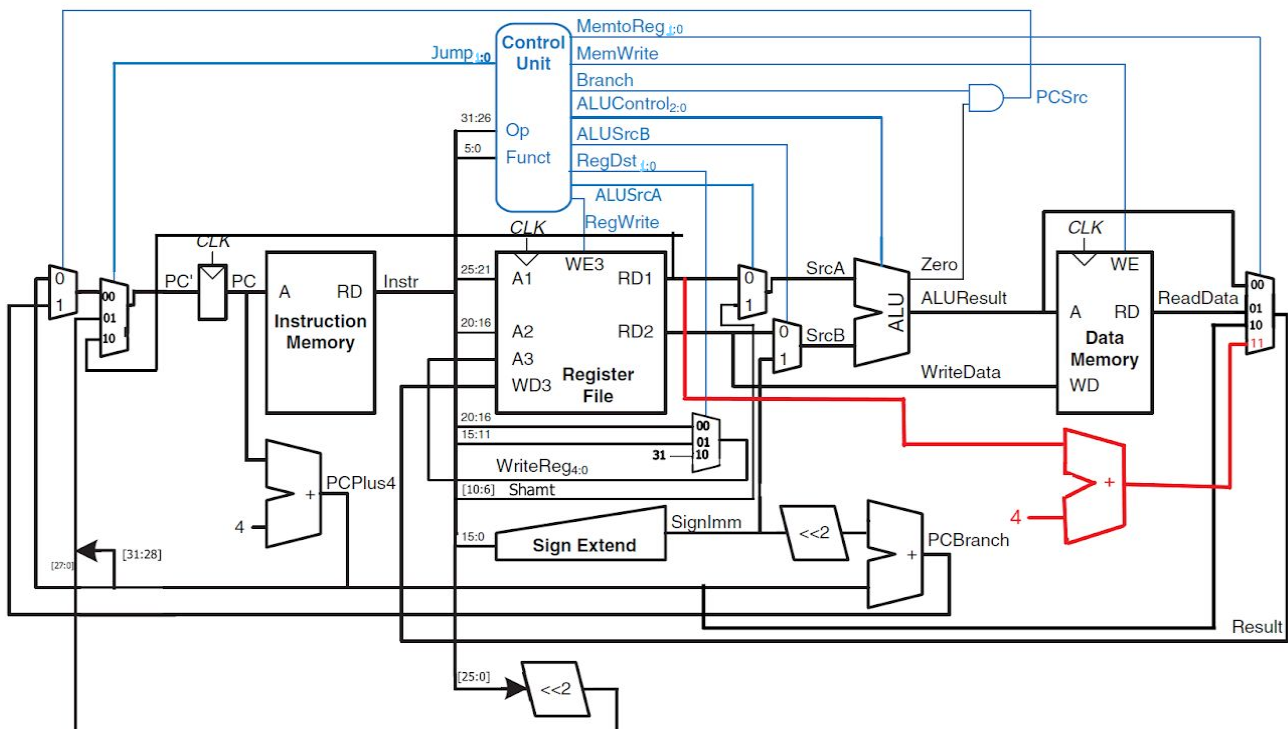 MemtoReg1:0
Control Unit
Jump1:0
MemWrite
Branch
ALUControl2:0
PCSrc
31:26
Op
ALUSrcB
5:0
Funct
RegDst1:0
ALUSrcA
RegWrite
CLK
CLK
CLK
0
1
00
01
10
PC'
PC
A
RD
Instruction Memory
Instr
25:21
A1
WE3
RD1
0
1
SrcA
Zero
ALU
ALUResult
WE
A
RD
Data Memory
WD
ReadData
00
01
10
11
20:16
A2
RD2
0
1
SrcB
A3
WD3
Register File
WriteData
20:16
15:11
31
00
01
10
WriteReg4:0
[10:6] Shamt
PCPlus4
+
4
+
4
15:0
Sign Extend
SignImm
<<2
+
PCBranch
[31:28]
[27:0]
Result
[25:0]
<<2